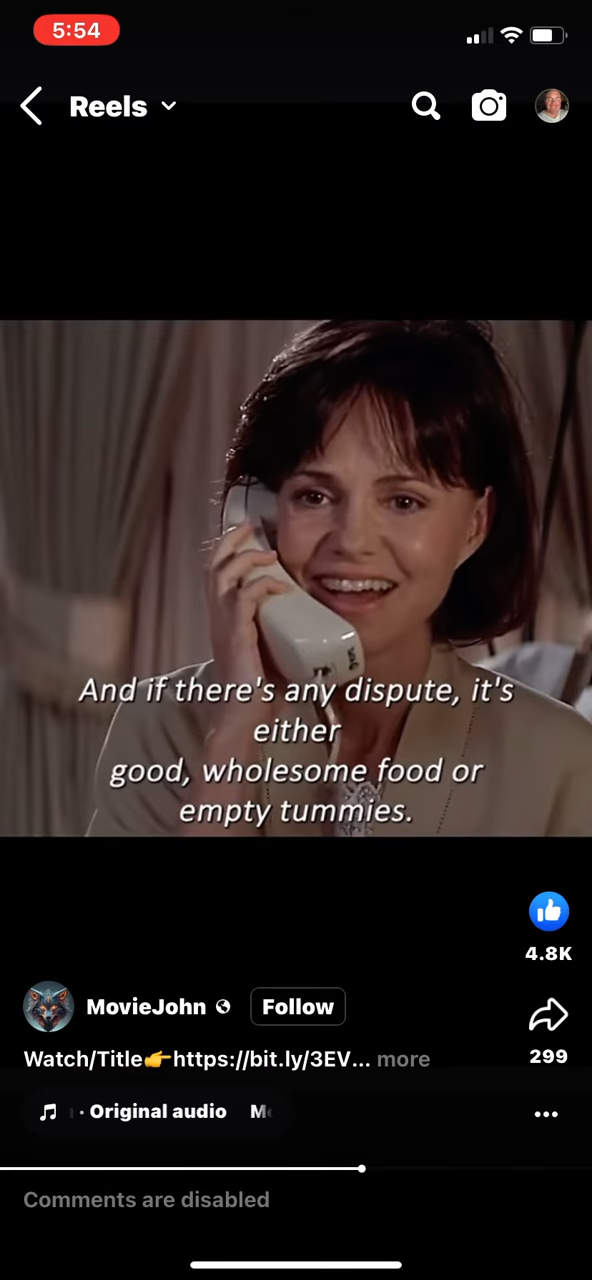 5:54
Reels
And if there's any dispute, it's
either
good, wholesome food or
empty tummies.
4.8K
MovieJohn
Follow
Watch/Title👉https://bit.ly/3EV... more
299
· Original audio
Comments are disabled